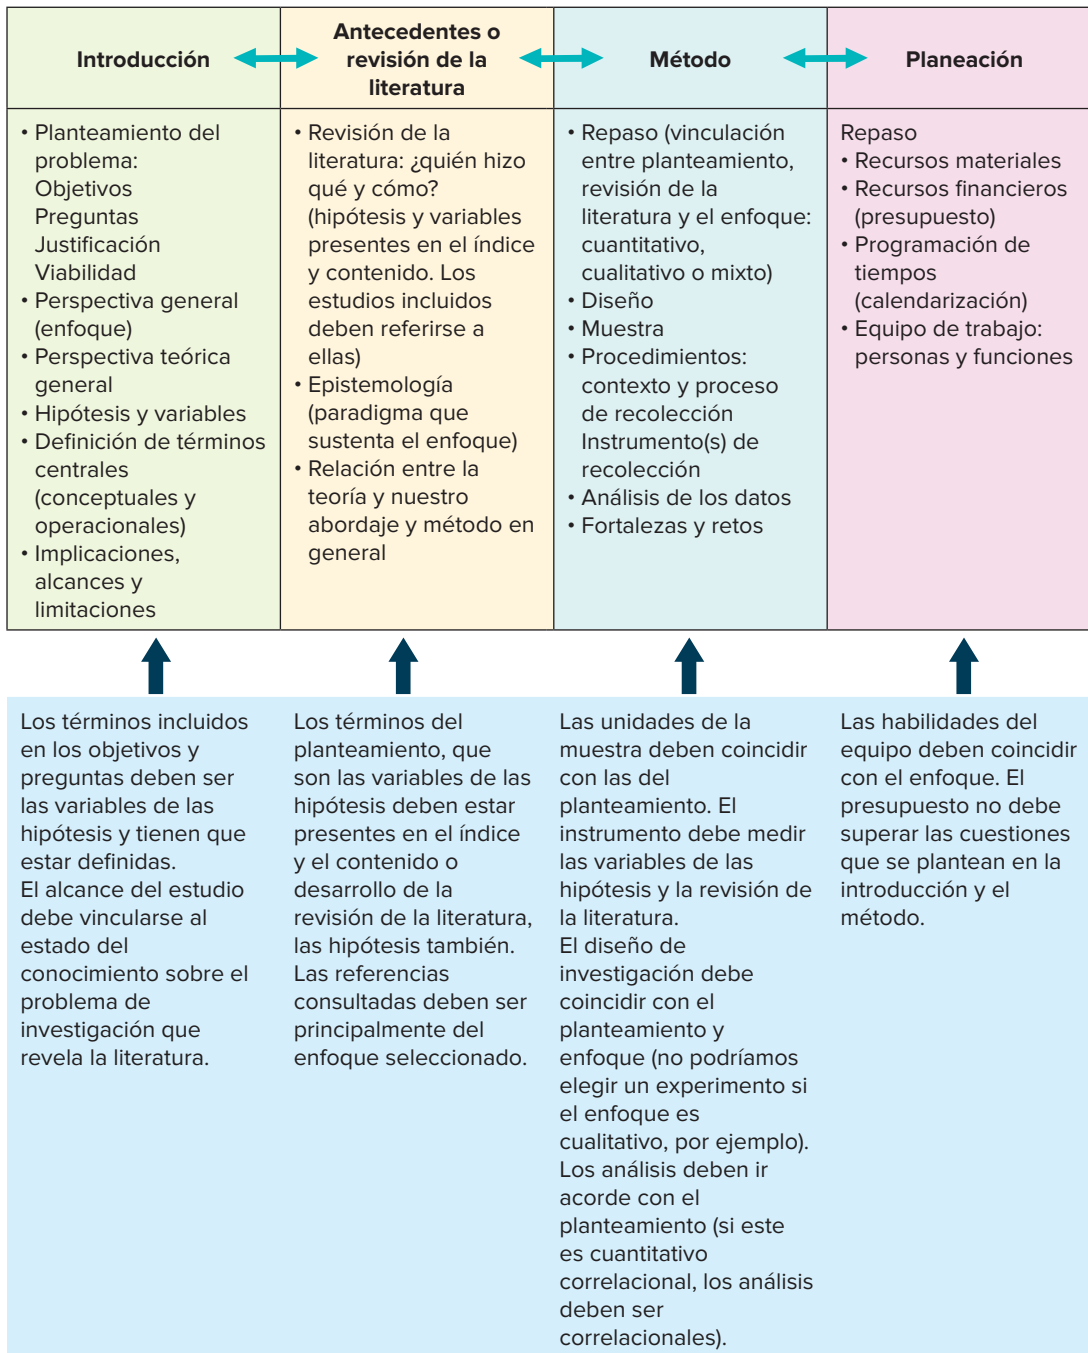 Introducción
Antecedentes o
revisión de la
literatura
Método
Planeación
• Planteamiento del
problema:
Objetivos
Preguntas
Justificación
Viabilidad
• Perspectiva general
(enfoque)
• Perspectiva teórica
general
• Hipótesis y variables
• Definición de términos
centrales
(conceptuales y
operacionales)
• Implicaciones,
alcances y
limitaciones
• Revisión de la
literatura: ¿quién hizo
qué y cómo?
(hipótesis y variables
presentes en el índice
y contenido. Los
estudios incluidos
deben referirse a
ellas)
• Epistemología
(paradigma que
sustenta el enfoque)
• Relación entre la
teoría y nuestro
abordaje y método en
general
• Repaso (vinculación
entre planteamiento,
revisión de la
literatura y el enfoque:
cuantitativo,
cualitativo o mixto)
• Diseño
• Muestra
• Procedimientos:
contexto y proceso
de recolección
Instrumento(s) de
recolección
• Análisis de los datos
• Fortalezas y retos
Repaso
• Recursos materiales
• Recursos financieros
(presupuesto)
• Programación de
tiempos
(calendarización)
• Equipo de trabajo:
personas y funciones
Los términos incluidos
en los objetivos y
preguntas deben ser
las variables de las
hipótesis y tienen que
estar definidas.
El alcance del estudio
debe vincularse al
estado del
conocimiento sobre el
problema de
investigación que
revela la literatura.
Los términos del
planteamiento, que
son las variables de las
hipótesis deben estar
presentes en el índice
y el contenido o
desarrollo de la
revisión de la literatura,
las hipótesis también.
Las referencias
consultadas deben ser
principalmente del
enfoque seleccionado.
Las unidades de la
muestra deben coincidir
con las del
planteamiento. El
instrumento debe medir
las variables de las
hipótesis y la revisión de
la literatura.
El diseño de
investigación debe
coincidir con el
planteamiento y
enfoque (no podríamos
elegir un experimento si
el enfoque es
cualitativo, por ejemplo).
Los análisis deben ir
acorde con el
planteamiento (si este
es cuantitativo
correlacional, los análisis
deben ser
correlacionales).
Las habilidades del
equipo deben coincidir
con el enfoque. El
presupuesto no debe
superar las cuestiones
que se plantean en la
introducción y el
método.